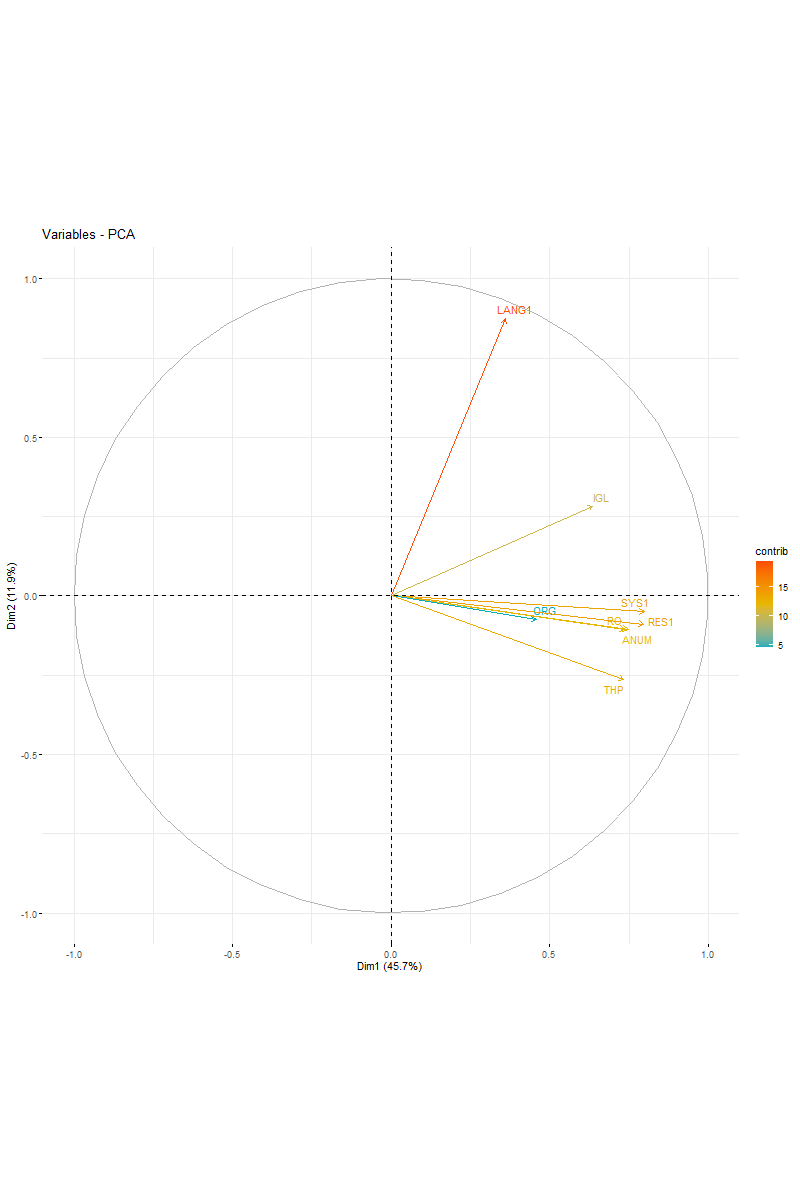 Variables - PCA
1.0
0.5
0.0
-0.5
-1.0
Dim2 (11.9%)
LANG1
IGL
SYS1
ORG
RO
RES1
ANUM
THP
-1.0
-0.5
0.0
0.5
1.0
Dim1 (45.7%)
contrib
15
10
5